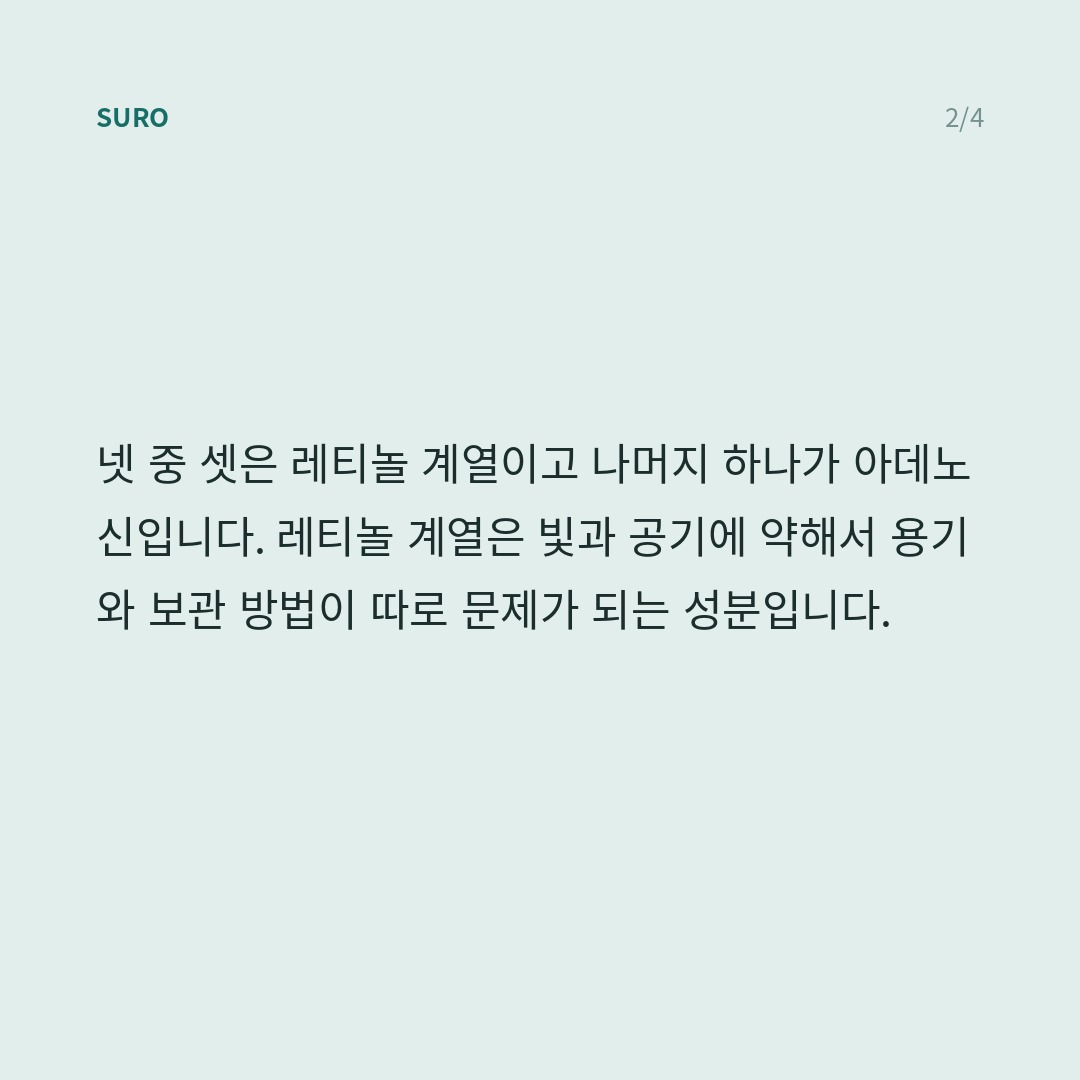 SURO
2/4
넷 중 셋은 레티놀 계열이고 나머지 하나가 아데노
신입니다. 레티놀 계열은 빛과 공기에 약해서 용기
와 보관 방법이 따로 문제가 되는 성분입니다.